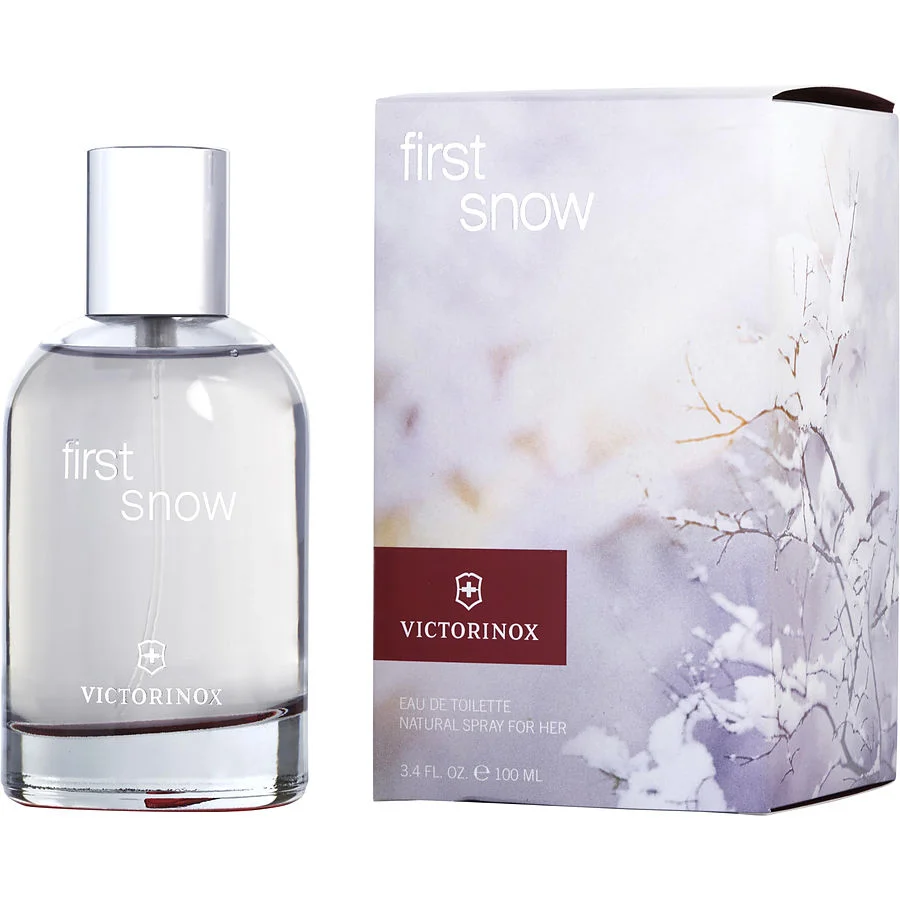 first
snow
VICTORINOX
first
snow
VICTORINOX
EAU DE TOILETTE
NATURAL SPRAY FOR HER
3.4 FL. OZ. ℮ 100 ML